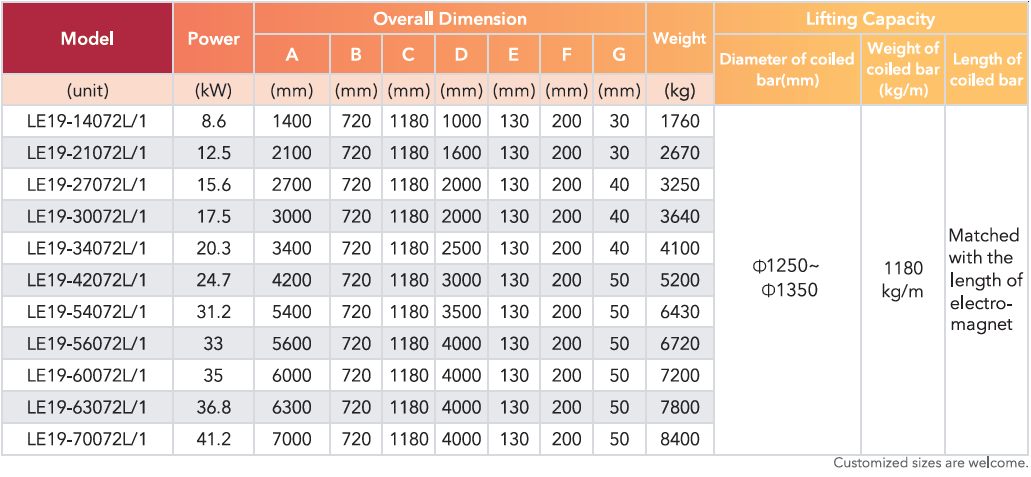 Model Power Overall Dimension Weight Lifting Capacity
A B C D E F G Diameter of coiled bar(mm) Weight of coiled bar (kg/m) Length of coiled bar
(unit) (kW) (mm) (mm) (mm) (mm) (mm) (mm) (mm) (kg)
LE19-14072L/1 8.6 1400 720 1180 1000 130 200 30 1760
LE19-21072L/1 12.5 2100 720 1180 1600 130 200 30 2670
LE19-27072L/1 15.6 2700 720 1180 2000 130 200 40 3250
LE19-30072L/1 17.5 3000 720 1180 2000 130 200 40 3640
LE19-34072L/1 20.3 3400 720 1180 2500 130 200 40 4100
LE19-42072L/1 24.7 4200 720 1180 3000 130 200 50 5200
LE19-54072L/1 31.2 5400 720 1180 3500 130 200 50 6430
LE19-56072L/1 33 5600 720 1180 4000 130 200 50 6720
LE19-60072L/1 35 6000 720 1180 4000 130 200 50 7200
LE19-63072L/1 36.8 6300 720 1180 4000 130 200 50 7800
LE19-70072L/1 41.2 7000 720 1180 4000 130 200 50 8400
Φ1250~
Φ1350
1180
kg/m
Matched
with the
length of
electro-
magnet
Customized sizes are welcome.